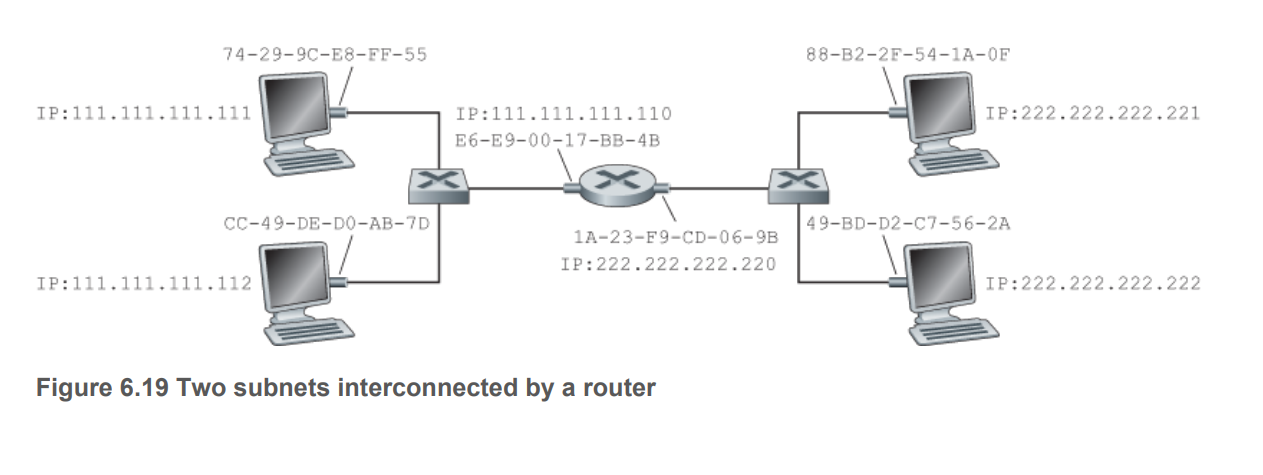 74-29-9C-E8-FF-55
88-B2-2F-54-1A-0F
IP:111.111.111.111
IP:111.111.111.110
E6-E9-00-17-BB-4B
IP:222.222.222.221
CC-49-DE-D0-AB-7D
1A-23-F9-CD-06-9B
IP:222.222.222.220
49-BD-D2-C7-56-2A
IP:111.111.111.112
IP:222.222.222.222
Figure 6.19 Two subnets interconnected by a router